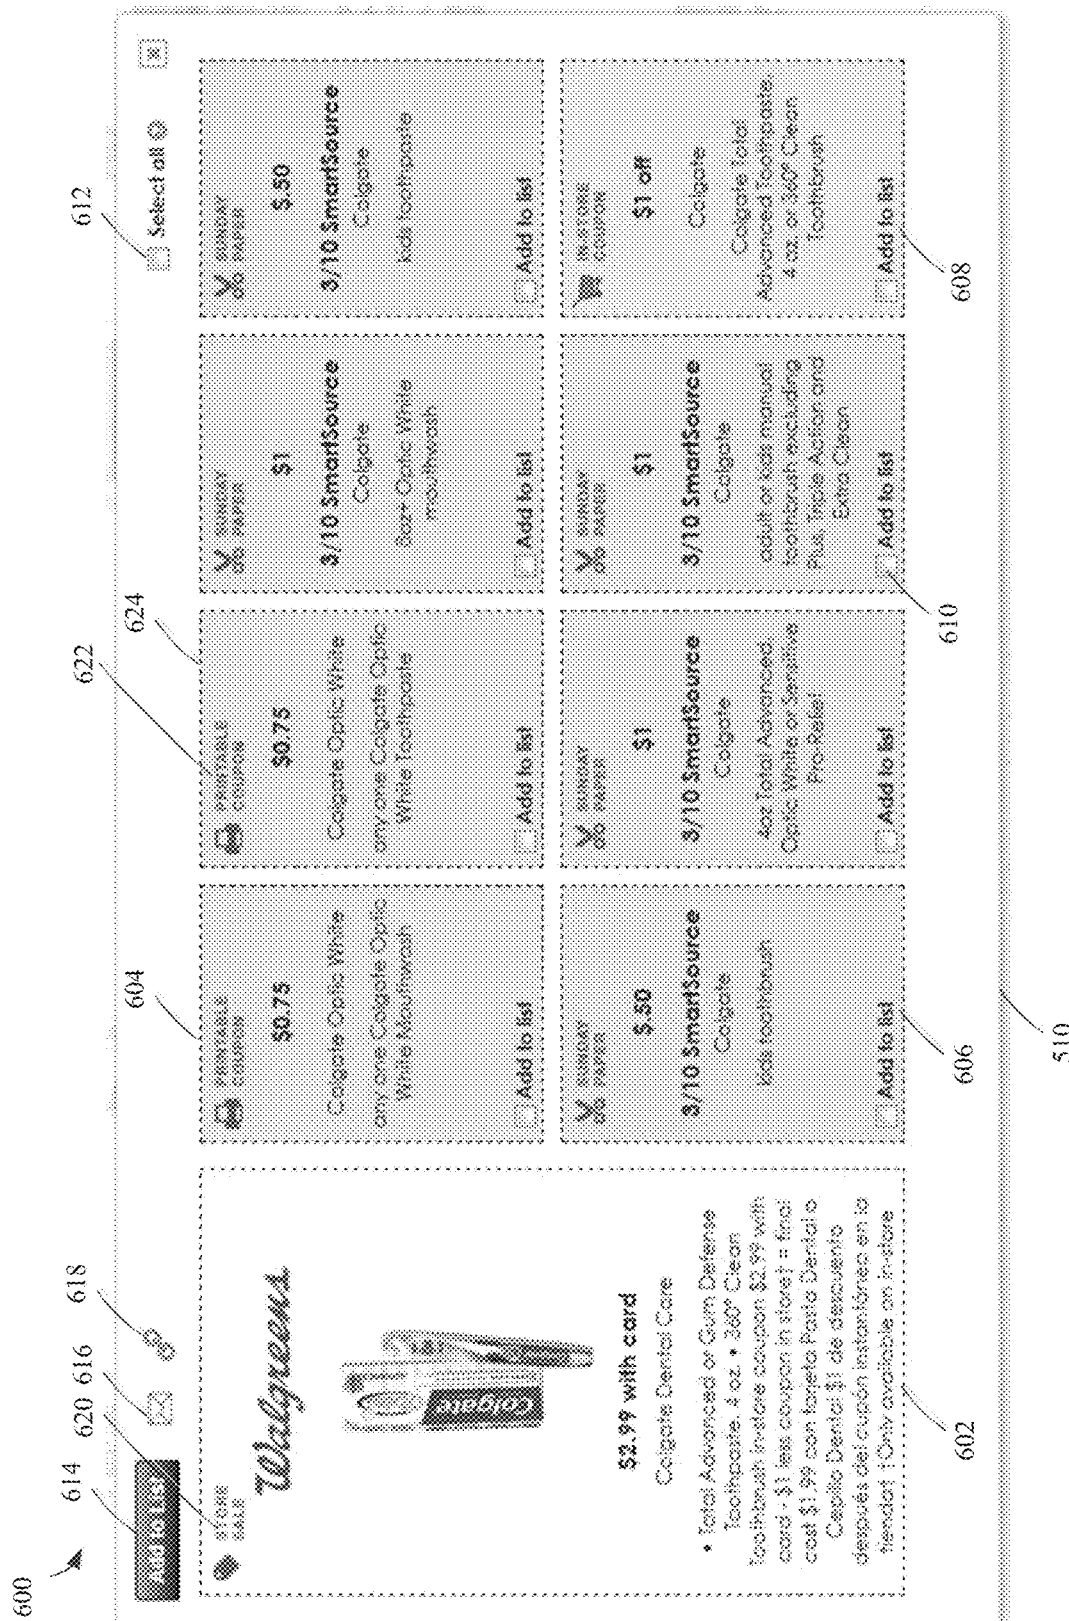 600
614
620
616
618
604
622
624
612
Add to List
Select all
STORE
SALE
Walgreens
Colgate
$2.99 with card
Colgate Dental Care
• Total Advanced or Gum Defense
Toothpaste, 4 oz. • 360° Clean
Toothbrush in-store coupon $2.99 with
card - $1 less coupon in store† = final
cost $1.99 con tarjeta Pasta Dental o
Cepillo Dental $1 de descuento
después del cupón instantáneo en la
tienda† †Only available on in-store
602
PRINTABLE
COUPON
$0.75
Colgate Optic White
any one Colgate Optic
White Mouthwash
Add to list
PRINTABLE
COUPON
$0.75
Colgate Optic White
any one Colgate Optic
White Toothpaste
Add to list
SUNDAY
PAPER
$1
3/10 SmartSource
Colgate
8oz+ Optic White
mouthwash
Add to list
SUNDAY
PAPER
$.50
3/10 SmartSource
Colgate
kids toothpaste
Add to list
SUNDAY
PAPER
$.50
3/10 SmartSource
Colgate
kids toothbrush
Add to list
SUNDAY
PAPER
$1
3/10 SmartSource
Colgate
4oz Total Advanced,
Optic, White or Sensitive
Pro-Relief
Add to list
SUNDAY
PAPER
$1
3/10 SmartSource
Colgate
adult or kids manual
toothbrush excluding
Plus, Triple Action and
Extra Clean
Add to list
IN-STORE
COUPON
$1 off
Colgate
Colgate Total
Advanced Toothpaste,
4 oz. or 360° Clean
Toothbrush
Add to list
606
610
608
510